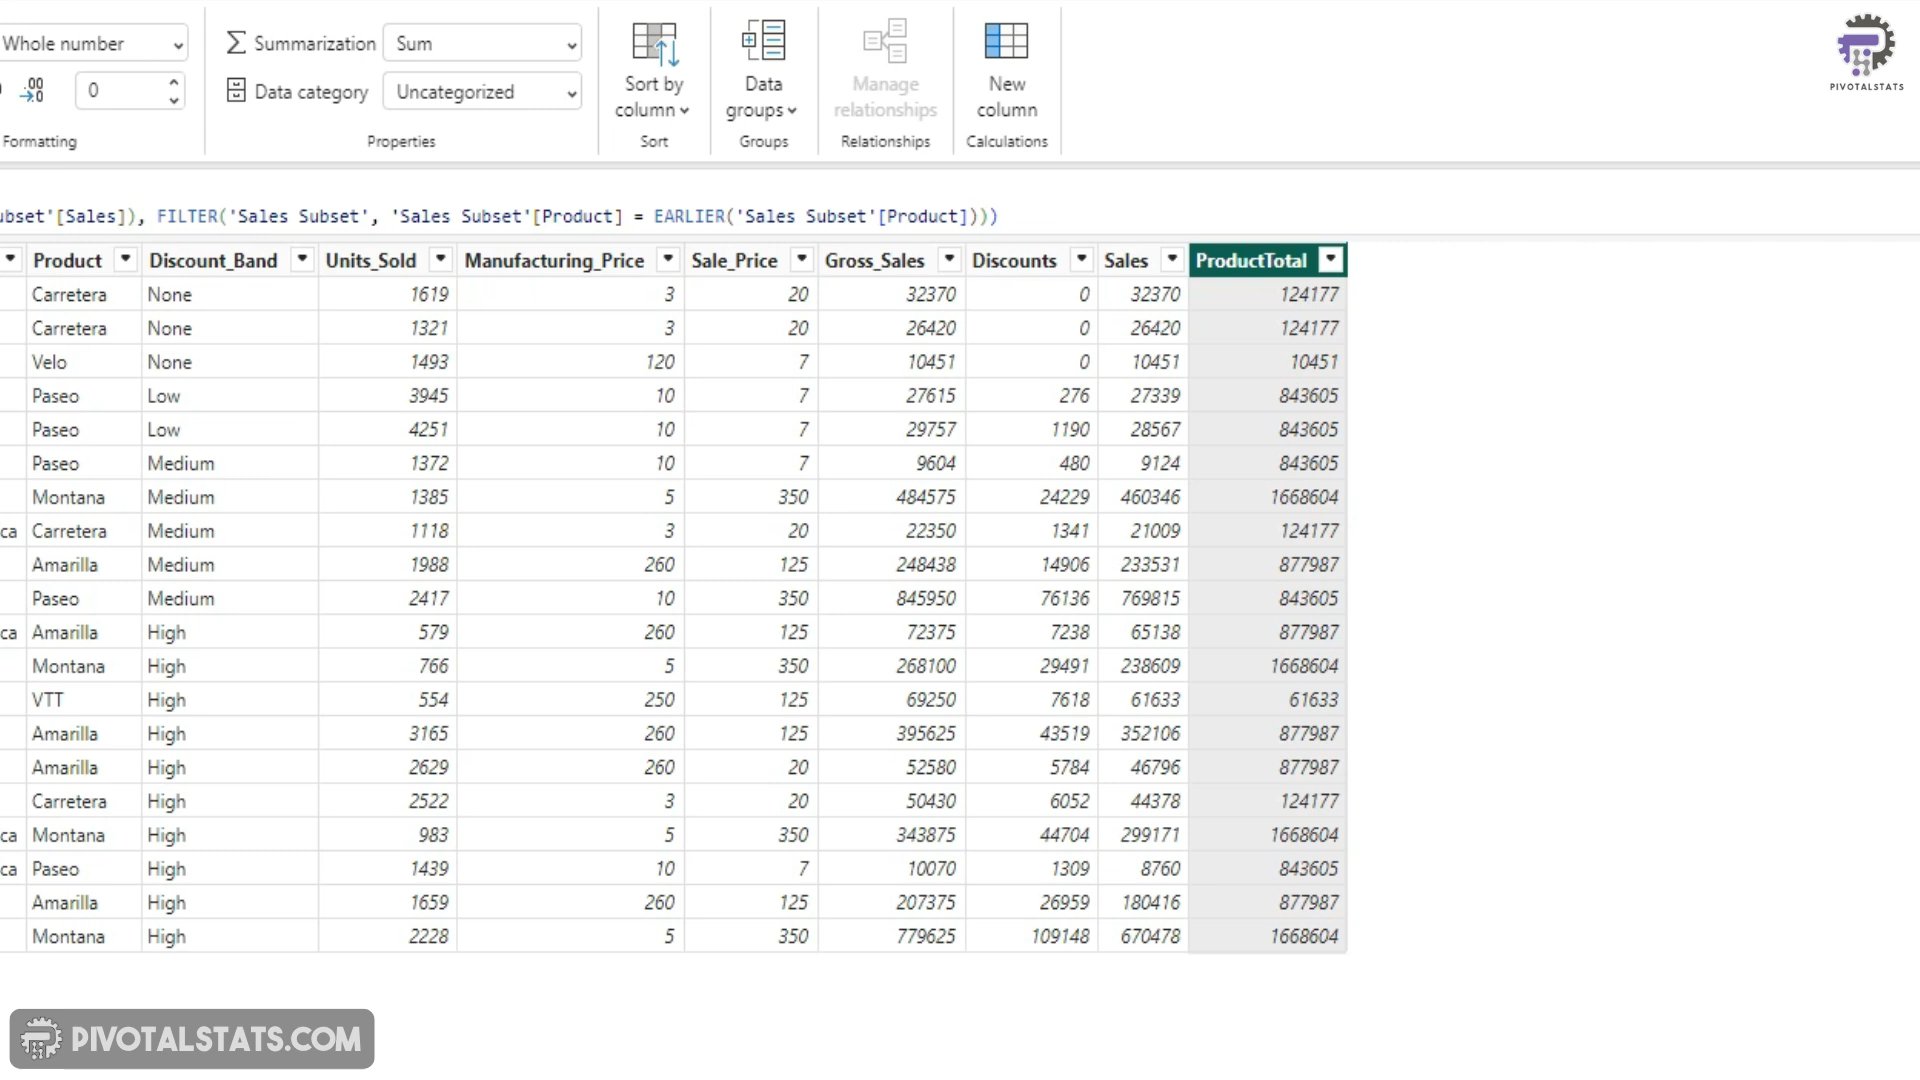 Whole number
Summarization Sum
Sort by column
Data groups
Manage relationships
New column
PIVOTALSTATS
.00
0
Data category Uncategorized
Formatting
Properties
Sort
Groups
Relationships
Calculations
ubset'[Sales]), FILTER('Sales Subset', 'Sales Subset'[Product] = EARLIER('Sales Subset'[Product])))
Product Discount_Band Units_Sold Manufacturing_Price Sale_Price Gross_Sales Discounts Sales ProductTotal
Carretera None 1619 3 20 32370 0 32370 124177
Carretera None 1321 3 20 26420 0 26420 124177
Velo None 1493 120 7 10451 0 10451 10451
Paseo Low 3945 10 7 27615 276 27339 843605
Paseo Low 4251 10 7 29757 1190 28567 843605
Paseo Medium 1372 10 7 9604 480 9124 843605
Montana Medium 1385 5 350 484575 24229 460346 1668604
ca Carretera Medium 1118 3 20 22350 1341 21009 124177
Amarilla Medium 1988 260 125 248438 14906 233531 877987
Paseo Medium 2417 10 350 845950 76136 769815 843605
ca Amarilla High 579 260 125 72375 7238 65138 877987
Montana High 766 5 350 268100 29491 238609 1668604
VTT High 554 250 125 69250 7618 61633 61633
Amarilla High 3165 260 125 395625 43519 352106 877987
Amarilla High 2629 260 20 52580 5784 46796 877987
Carretera High 2522 3 20 50430 6052 44378 124177
ca Montana High 983 5 350 343875 44704 299171 1668604
ca Paseo High 1439 10 7 10070 1309 8760 843605
Amarilla High 1659 260 125 207375 26959 180416 877987
Montana High 2228 5 350 779625 109148 670478 1668604
PIVOTALSTATS.COM